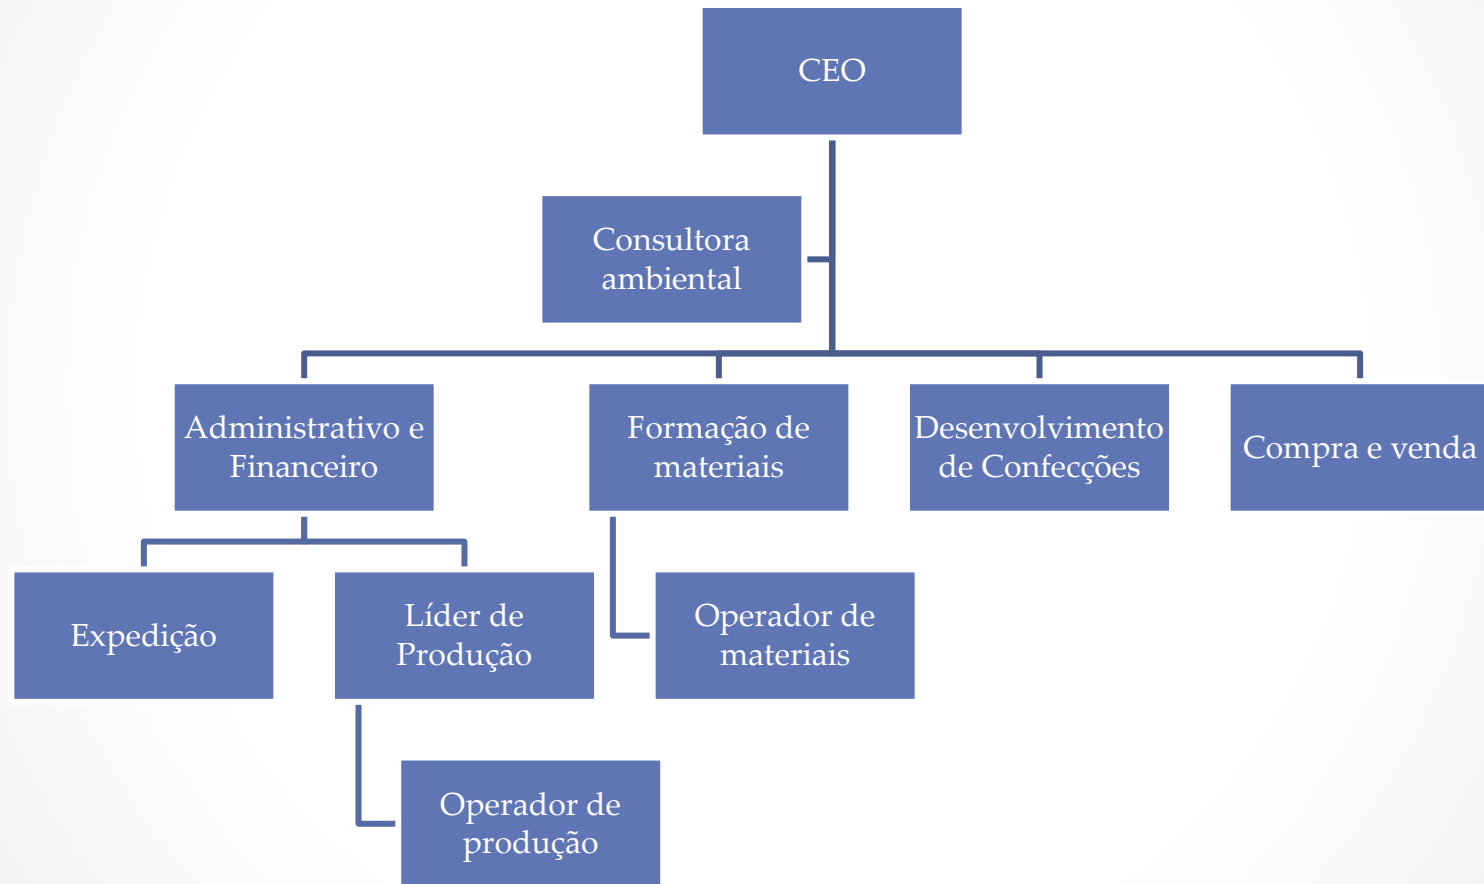 CEO
Consultora
ambiental
Administrativo e
Financeiro
Formação de
materiais
Desenvolvimento
de Confecções
Compra e venda
Expedição
Líder de
Produção
Operador de
materiais
Operador de
produção